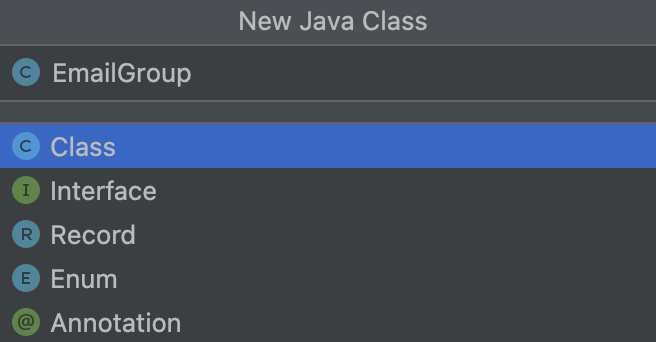 New Java Class
C EmailGroup
C Class
I Interface
R Record
E Enum
@ Annotation